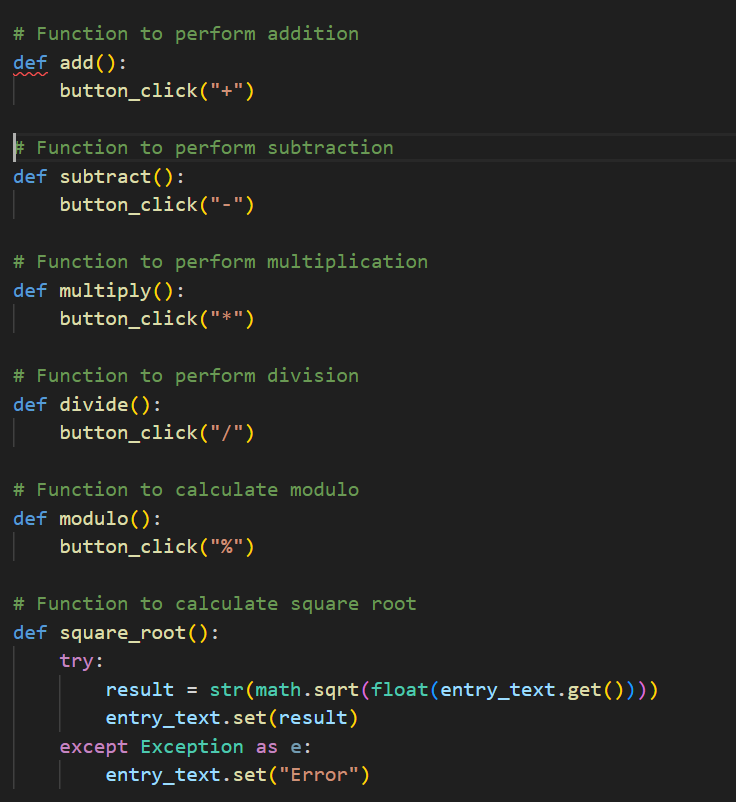 # Function to perform addition
def add():
    button_click("+")
# Function to perform subtraction
def subtract():
    button_click("-")
# Function to perform multiplication
def multiply():
    button_click("*")
# Function to perform division
def divide():
    button_click("/")
# Function to calculate modulo
def modulo():
    button_click("%")
# Function to calculate square root
def square_root():
    try:
        result = str(math.sqrt(float(entry_text.get())))
        entry_text.set(result)
    except Exception as e:
        entry_text.set("Error")